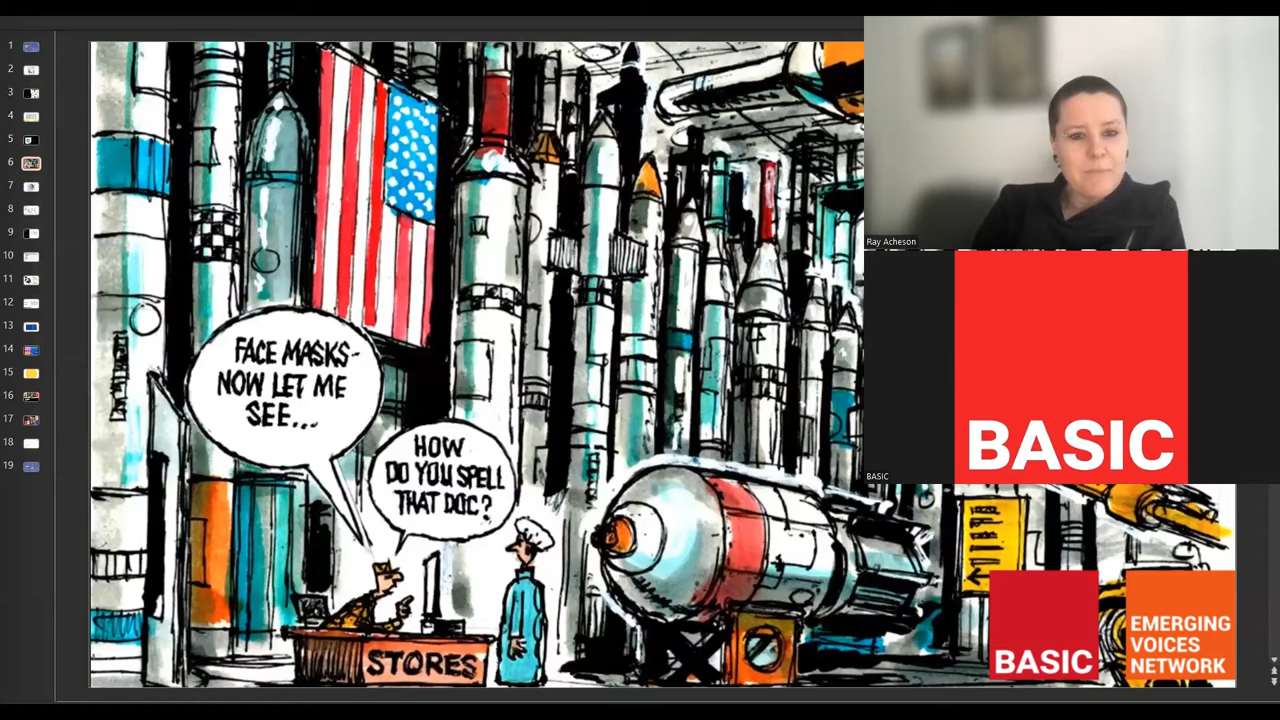 1
2
3
4
5
6
7
8
9
10
11
12
13
14
15
16
17
18
19
FACE MASKS
NOW LET ME
SEE...
HOW
DO YOU SPELL
THAT DOC?
STORES
Ray Acheson
BASIC
BASIC
BASIC
EMERGING
VOICES
NETWORK